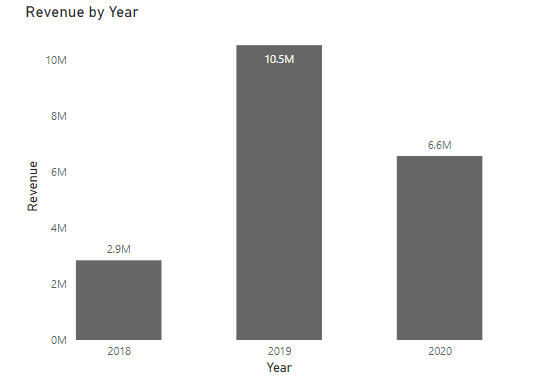 Revenue by Year
Revenue
10M
8M
6M
4M
2M
0M
2.9M
10.5M
6.6M
2018
2019
2020
Year